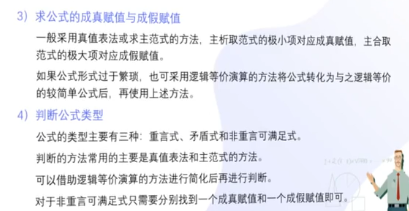 3）求公式的成真赋值与成假赋值
一般采用真值表法或求主范式的方法，主析取范式的极小项对应成真赋值，主合取
范式的极大项对应成假赋值。
如果公式形式过于繁琐，也可采用逻辑等价演算的方法将公式转化为与之逻辑等价
的较简单公式后，再使用上述方法。
4）判断公式类型
公式的类型主要有三种：重言式、矛盾式和非重言可满足式。
判断的方法常用的主要是真值表法和主范式的方法。
可以借助逻辑等价演算的方法进行简化后再进行判断。
对于非重言可满足式只需要分别找到一个成真赋值和一个成假赋值即可。